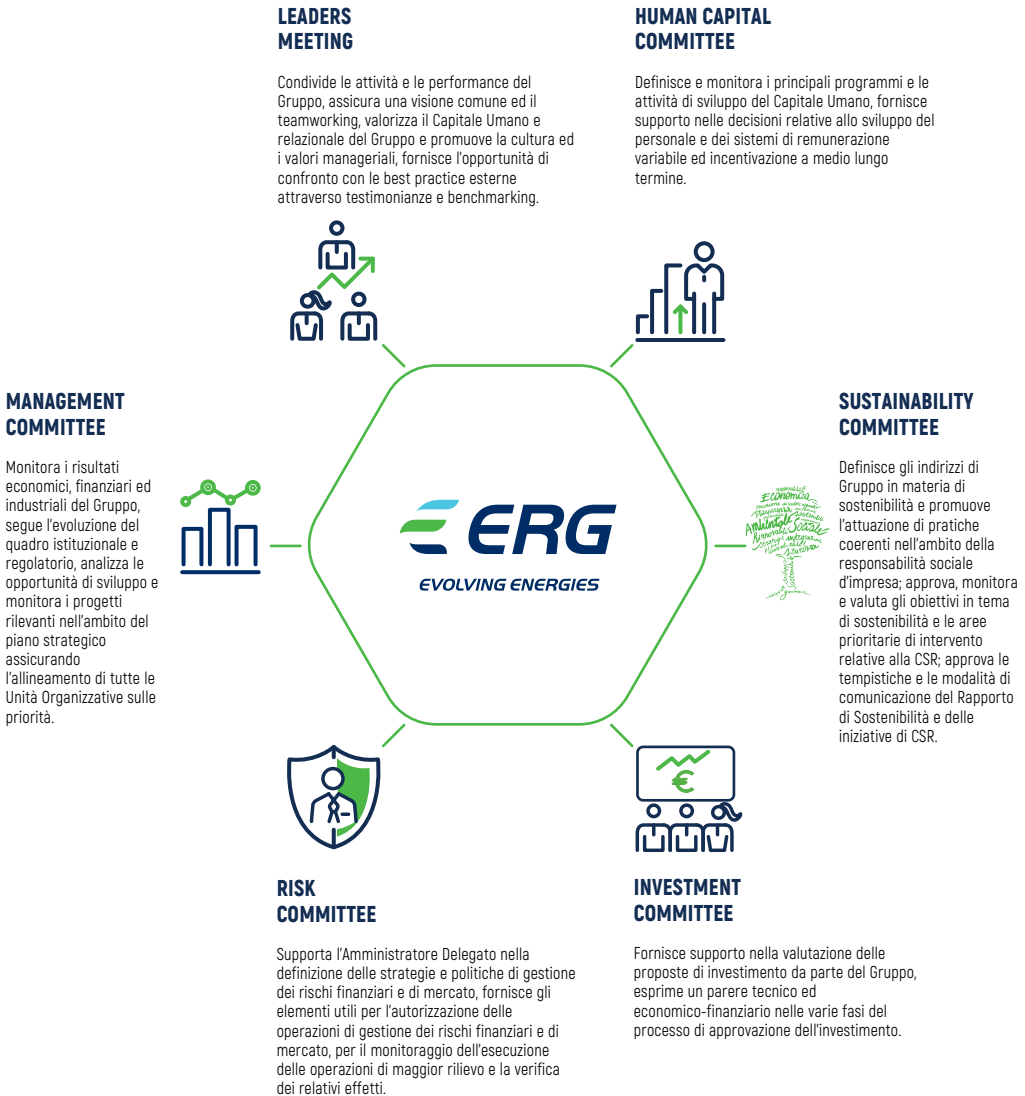 LEADERS
MEETING
Condivide le attività e le performance del
Gruppo, assicura una visione comune ed il
teamworking, valorizza il Capitale Umano e
relazionale del Gruppo e promuove la cultura ed
i valori manageriali, fornisce l'opportunità di
confronto con le best practice esterne
attraverso testimonianze e benchmarking.
HUMAN CAPITAL
COMMITTEE
Definisce e monitora i principali programmi e le
attività di sviluppo del Capitale Umano, fornisce
supporto nelle decisioni relative allo sviluppo del
personale e dei sistemi di remunerazione
variabile ed incentivazione a medio lungo
termine.
MANAGEMENT
COMMITTEE
Monitora i risultati
economici, finanziari ed
industriali del Gruppo,
segue l'evoluzione del
quadro istituzionale e
regolatorio, analizza le
opportunità di sviluppo e
monitora i progetti
rilevanti nell'ambito del
piano strategico
assicurando
l'allineamento di tutte le
Unità Organizzative sulle
priorità.
ERG
EVOLVING ENERGIES
Economica
Ambientale Sociale
SUSTAINABILITY
COMMITTEE
Definisce gli indirizzi di
Gruppo in materia di
sostenibilità e promuove
l'attuazione di pratiche
coerenti nell'ambito della
responsabilità sociale
d'impresa; approva, monitora
e valuta gli obiettivi in tema
di sostenibilità e le aree
prioritarie di intervento
relative alla CSR; approva le
tempistiche e le modalità di
comunicazione del Rapporto
di Sostenibilità e delle
iniziative di CSR.
€
RISK
COMMITTEE
Supporta l'Amministratore Delegato nella
definizione delle strategie e politiche di gestione
dei rischi finanziari e di mercato, fornisce gli
elementi utili per l'autorizzazione delle
operazioni di gestione dei rischi finanziari e di
mercato, per il monitoraggio dell'esecuzione
delle operazioni di maggior rilievo e la verifica
dei relativi effetti.
INVESTMENT
COMMITTEE
Fornisce supporto nella valutazione delle
proposte di investimento da parte del Gruppo,
esprime un parere tecnico ed
economico-finanziario nelle varie fasi del
processo di approvazione dell'investimento.